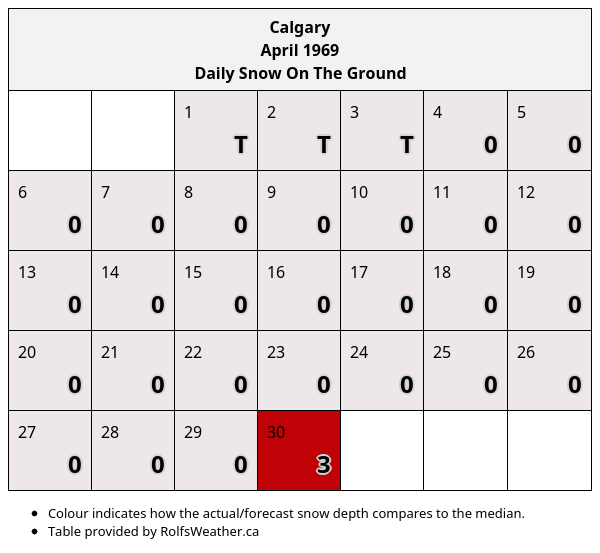 Calgary
April 1969
Daily Snow On The Ground
1 2 3 4 5
T T T 0 0
6 7 8 9 10 11 12
0 0 0 0 0 0 0
13 14 15 16 17 18 19
0 0 0 0 0 0 0
20 21 22 23 24 25 26
0 0 0 0 0 0 0
27 28 29 30
0 0 0 3
• Colour indicates how the actual/forecast snow depth compares to the median.
• Table provided by RolfsWeather.ca